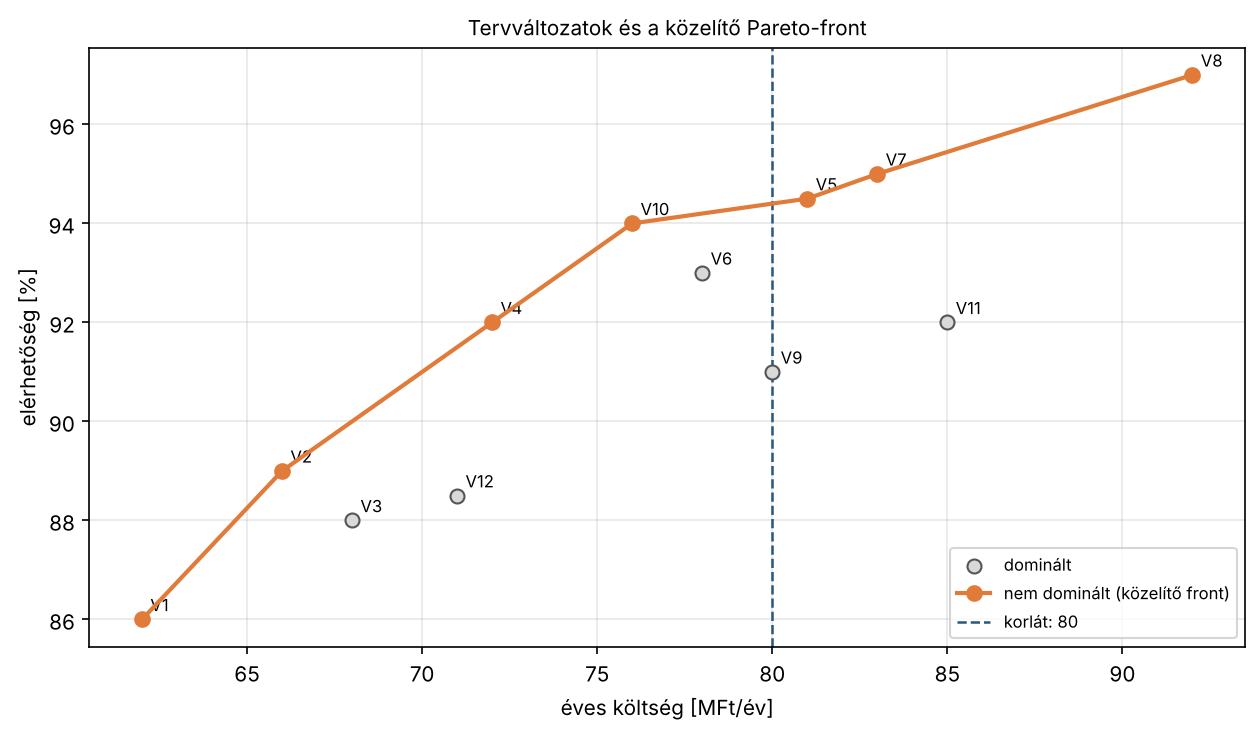 Tervváltozatok és a közelítő Pareto-front
elérhetőség [%]
96
94
92
90
88
86
V8
V7
V5
V10
V6
V4
V11
V9
V2
V12
V3
V1
dominált
nem dominált (közelítő front)
korlát: 80
65
70
75
80
85
90
éves költség [MFt/év]